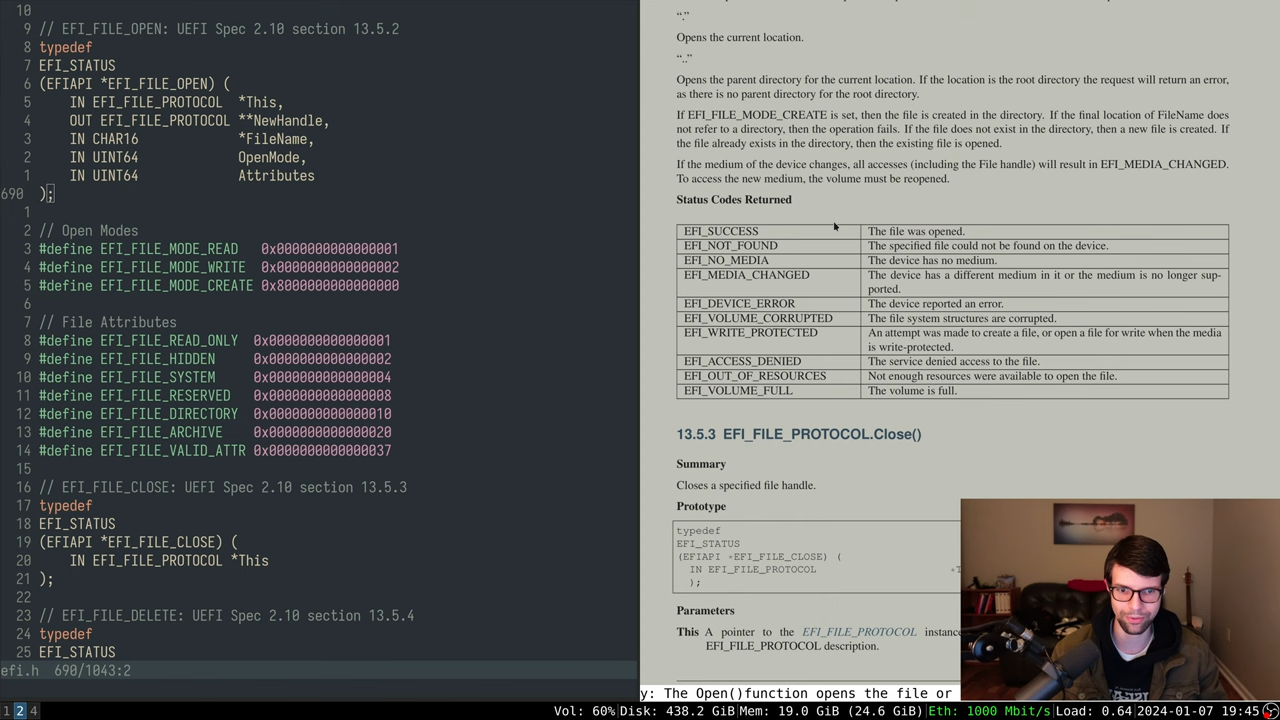 10
9 // EFI_FILE_OPEN: UEFI Spec 2.10 section 13.5.2
8 typedef
7 EFI_STATUS
6 (EFIAPI *EFI_FILE_OPEN) (
5 IN EFI_FILE_PROTOCOL *This,
4 OUT EFI_FILE_PROTOCOL **NewHandle,
3 IN CHAR16 *FileName,
2 IN UINT64 OpenMode,
1 IN UINT64 Attributes
690 );
1
2 // Open Modes
3 #define EFI_FILE_MODE_READ 0x0000000000000001
4 #define EFI_FILE_MODE_WRITE 0x0000000000000002
5 #define EFI_FILE_MODE_CREATE 0x8000000000000000
6
7 // File Attributes
8 #define EFI_FILE_READ_ONLY 0x0000000000000001
9 #define EFI_FILE_HIDDEN 0x0000000000000002
10 #define EFI_FILE_SYSTEM 0x0000000000000004
11 #define EFI_FILE_RESERVED 0x0000000000000008
12 #define EFI_FILE_DIRECTORY 0x0000000000000010
13 #define EFI_FILE_ARCHIVE 0x0000000000000020
14 #define EFI_FILE_VALID_ATTR 0x0000000000000037
15
16 // EFI_FILE_CLOSE: UEFI Spec 2.10 section 13.5.3
17 typedef
18 EFI_STATUS
19 (EFIAPI *EFI_FILE_CLOSE) (
20 IN EFI_FILE_PROTOCOL *This
21 );
22
23 // EFI_FILE_DELETE: UEFI Spec 2.10 section 13.5.4
24 typedef
25 EFI_STATUS
efi.h 690/1043:2
“.”
Opens the current location.
“..”
Opens the parent directory for the current location. If the location is the root directory the request will return an error,
as there is no parent directory for the root directory.
If EFI_FILE_MODE_CREATE is set, then the file is created in the directory. If the final location of FileName does
not refer to a directory, then the operation fails. If the file does not exist in the directory, then a new file is created. If
the file already exists in the directory, then the existing file is opened.
If the medium of the device changes, all accesses (including the File handle) will result in EFI_MEDIA_CHANGED.
To access the new medium, the volume must be reopened.
Status Codes Returned
EFI_SUCCESS The file was opened.
EFI_NOT_FOUND The specified file could not be found on the device.
EFI_NO_MEDIA The device has no medium.
EFI_MEDIA_CHANGED The device has a different medium in it or the medium is no longer sup-
ported.
EFI_DEVICE_ERROR The device reported an error.
EFI_VOLUME_CORRUPTED The file system structures are corrupted.
EFI_WRITE_PROTECTED An attempt was made to create a file, or open a file for write when the media
is write-protected.
EFI_ACCESS_DENIED The service denied access to the file.
EFI_OUT_OF_RESOURCES Not enough resources were available to open the file.
EFI_VOLUME_FULL The volume is full.
13.5.3 EFI_FILE_PROTOCOL.Close()
Summary
Closes a specified file handle.
Prototype
typedef
EFI_STATUS
(EFIAPI *EFI_FILE_CLOSE) (
IN EFI_FILE_PROTOCOL
);
Parameters
This A pointer to the EFI_FILE_PROTOCOL
EFI_FILE_PROTOCOL description.
y: The Open()function opens the file or
1 2 4
Vol: 60%|Disk: 438.2 GiB|Mem: 19.0 GiB (24.6 GiB)|Eth: 1000 Mbit/s|Load: 0.64|2024-01-07 19:45